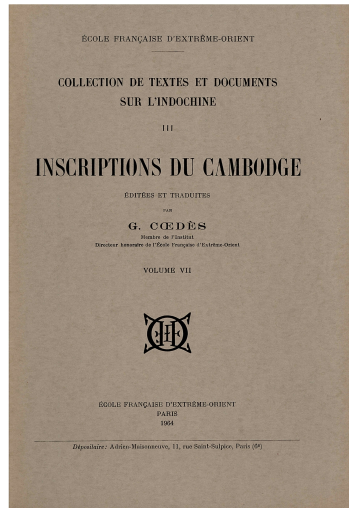 ÉCOLE FRANÇAISE D'EXTRÊME-ORIENT
COLLECTION DE TEXTES ET DOCUMENTS
SUR L'INDOCHINE
III
INSCRIPTIONS DU CAMBODGE
ÉDITÉES ET TRADUITES
PAR
G. CŒDÈS
Membre de l'Institut
Directeur honoraire de l'École Française d'Extrême-Orient
VOLUME VII
ÉCOLE FRANÇAISE D'EXTRÊME-ORIENT
PARIS
1964
Dépositaire: Adrien-Maisonneuve, 11, rue Saint-Sulpice, Paris (6e)